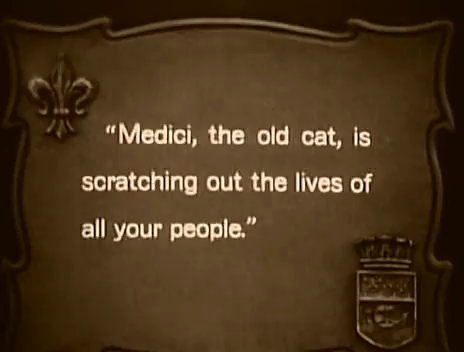 “Medici, the old cat, is
scratching out the lives of
all your people.”